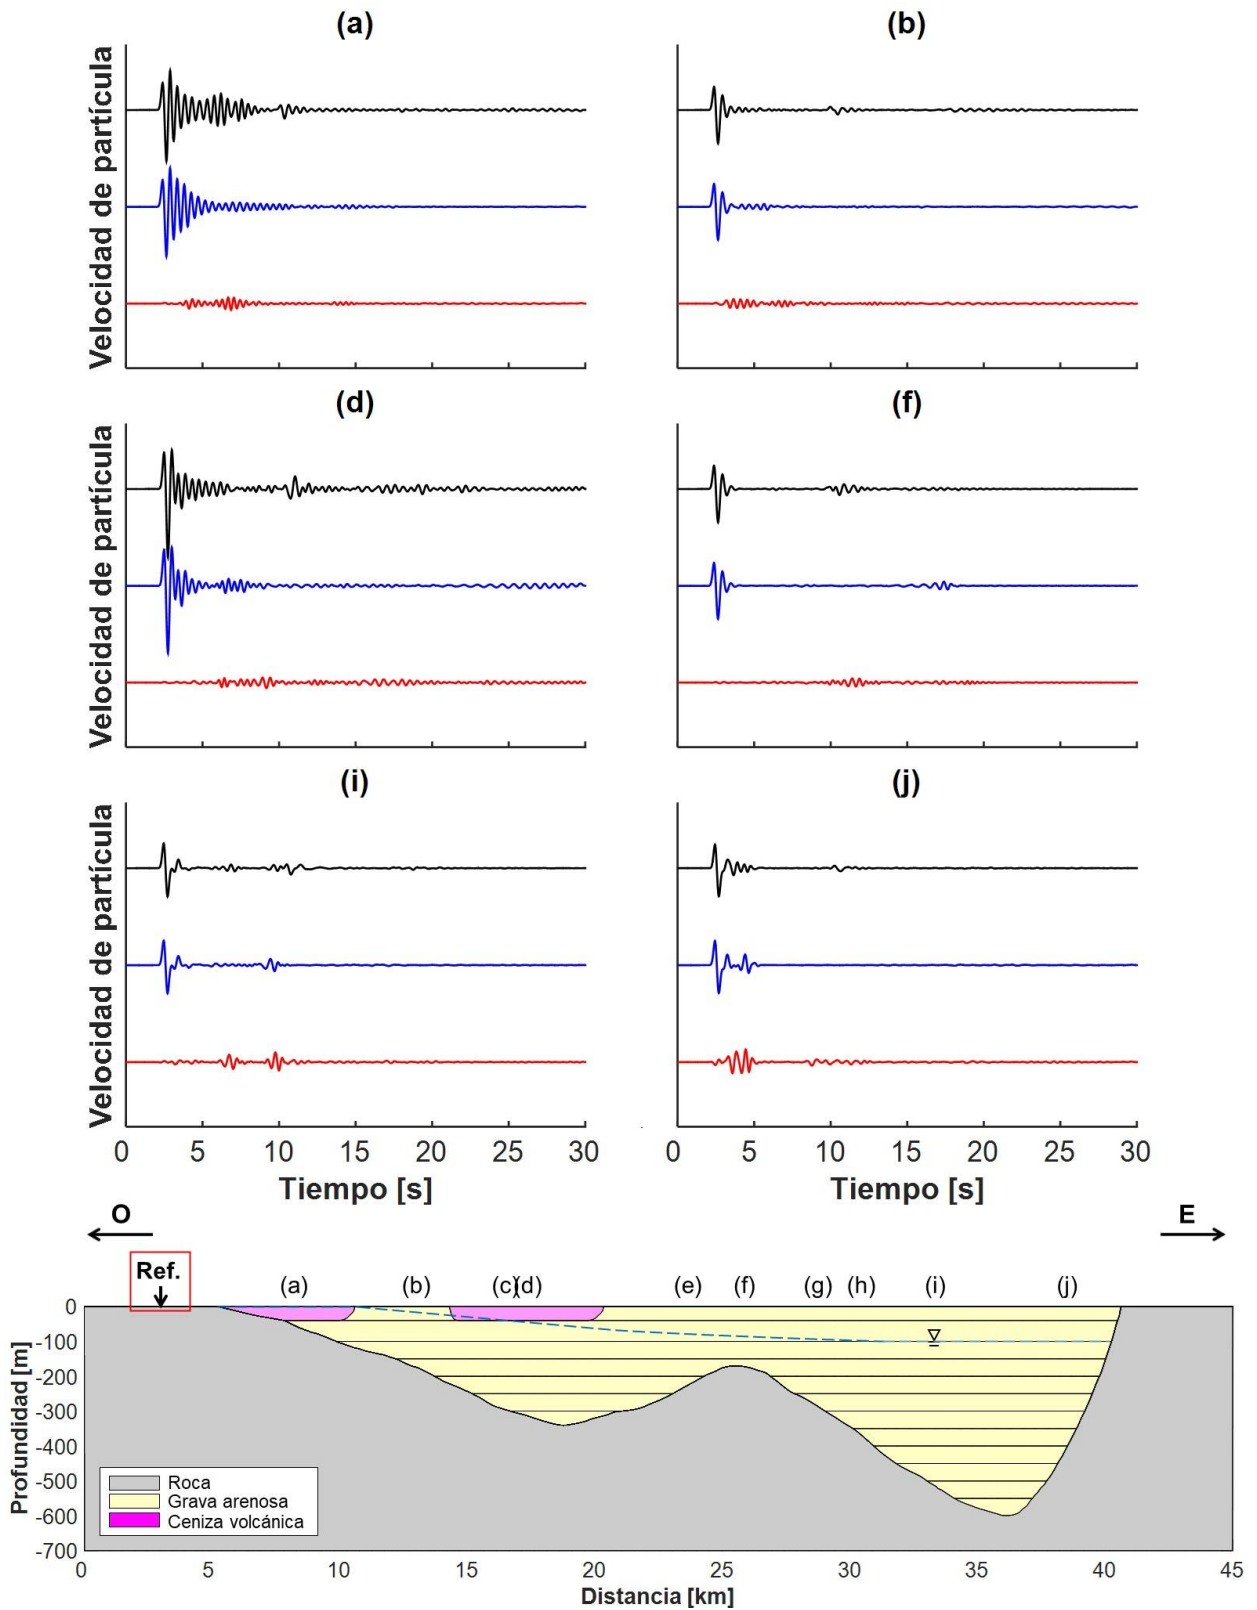 (a) (b)
Velocidad de partícula
(d) (f)
Velocidad de partícula
(i) (j)
Velocidad de partícula
0 5 10 15 20 25 30 0 5 10 15 20 25 30
Tiempo [s] Tiempo [s]
O E
Ref. (a) (b) (c) (d) (e) (f) (g) (h) (i) (j)
0
-100
-200
-300
-400
-500
-600
-700
Profundidad [m]
Roca
Grava arenosa
Ceniza volcánica
0 5 10 15 20 25 30 35 40 45
Distancia [km]